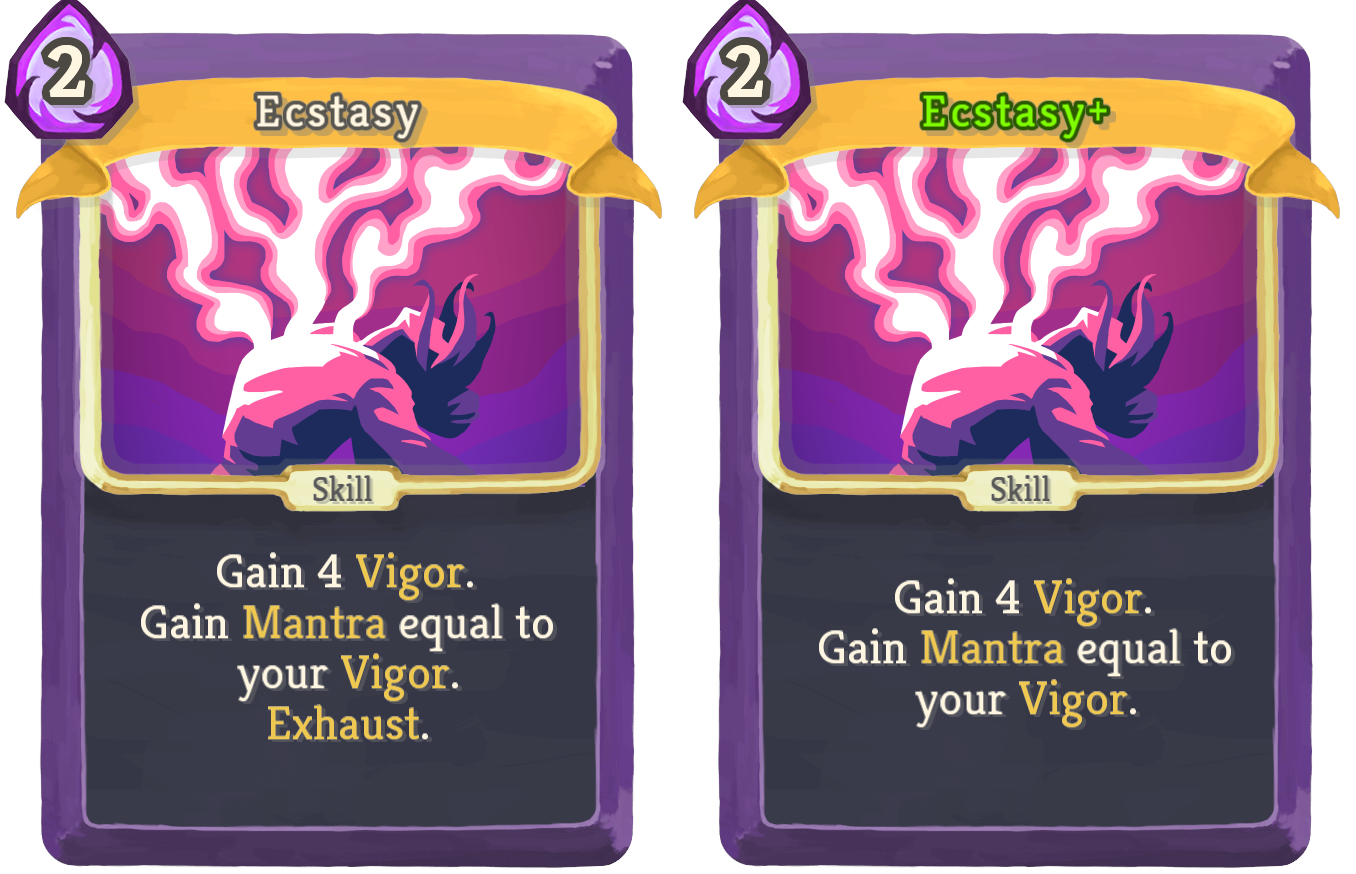 2
Ecstasy
Skill
Gain 4 Vigor.
Gain Mantra equal to
your Vigor.
Exhaust.
2
Ecstasy+
Skill
Gain 4 Vigor.
Gain Mantra equal to
your Vigor.